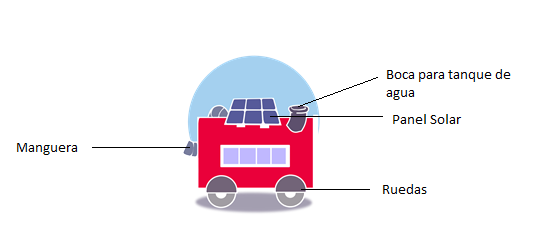 Boca para tanque de
agua
Panel Solar
Manguera
Ruedas